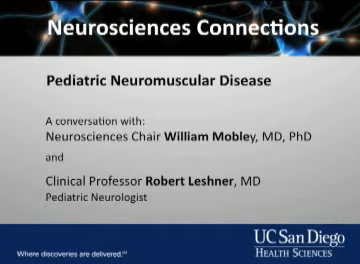 Neurosciences Connections
Pediatric Neuromuscular Disease
A conversation with:
Neurosciences Chair William Mobley, MD, PhD
and
Clinical Professor Robert Leshner, MD
Pediatric Neurologist
UC San Diego
HEALTH SCIENCES
Where discoveries are delivered.℠